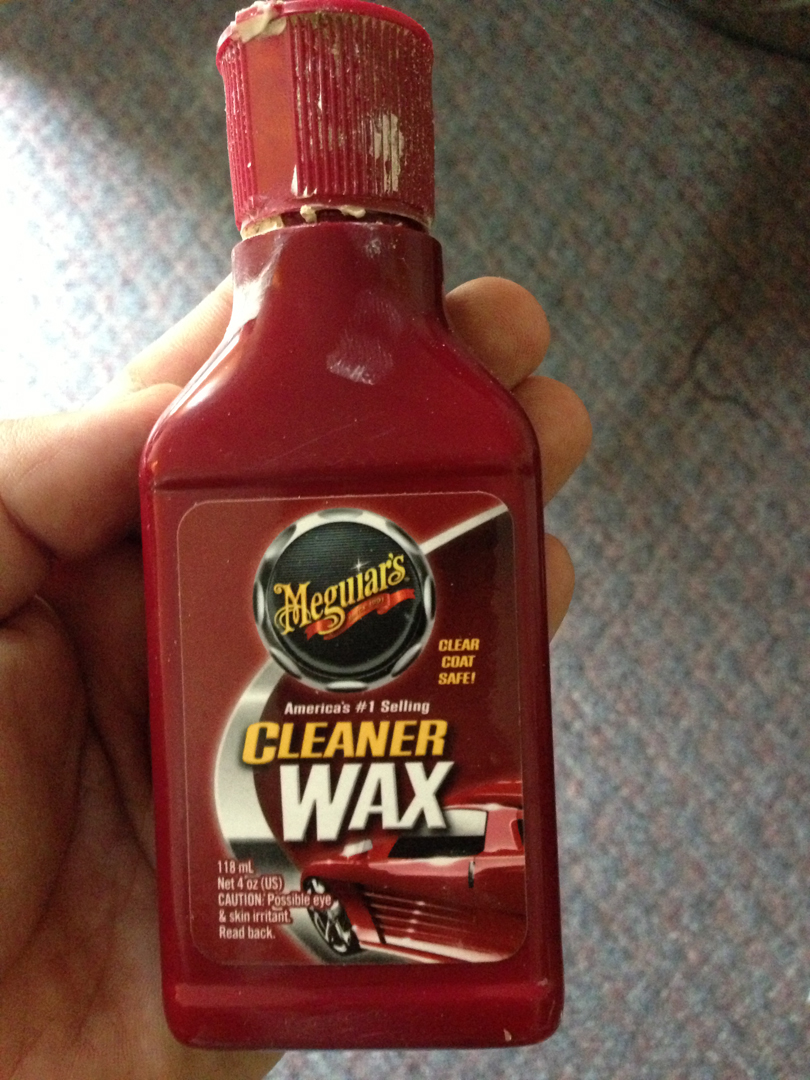 Meguiar's
CLEAR
COAT
SAFE!
America's #1 Selling
CLEANER
WAX
118 mL
Net 4 oz (US)
CAUTION: Possible eye
& skin irritant.
Read back.